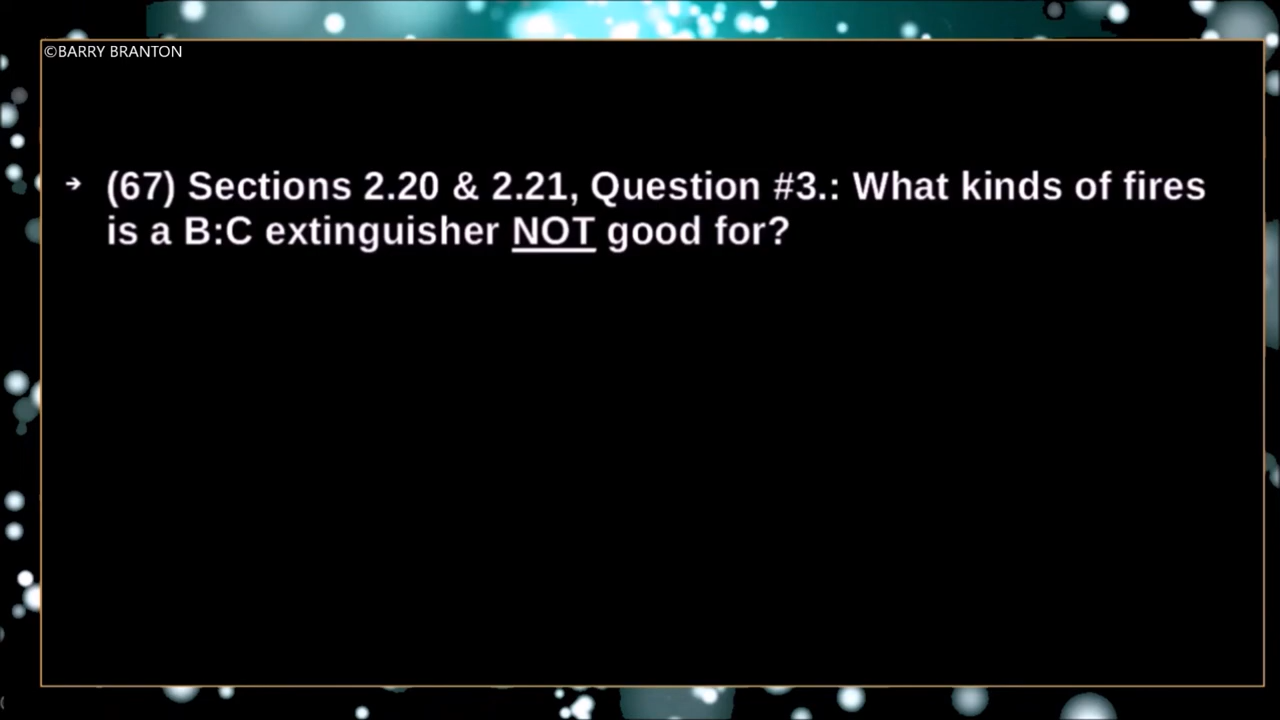 ©BARRY BRANTON
➔ (67) Sections 2.20 & 2.21, Question #3.: What kinds of fires
is a B:C extinguisher NOT good for?